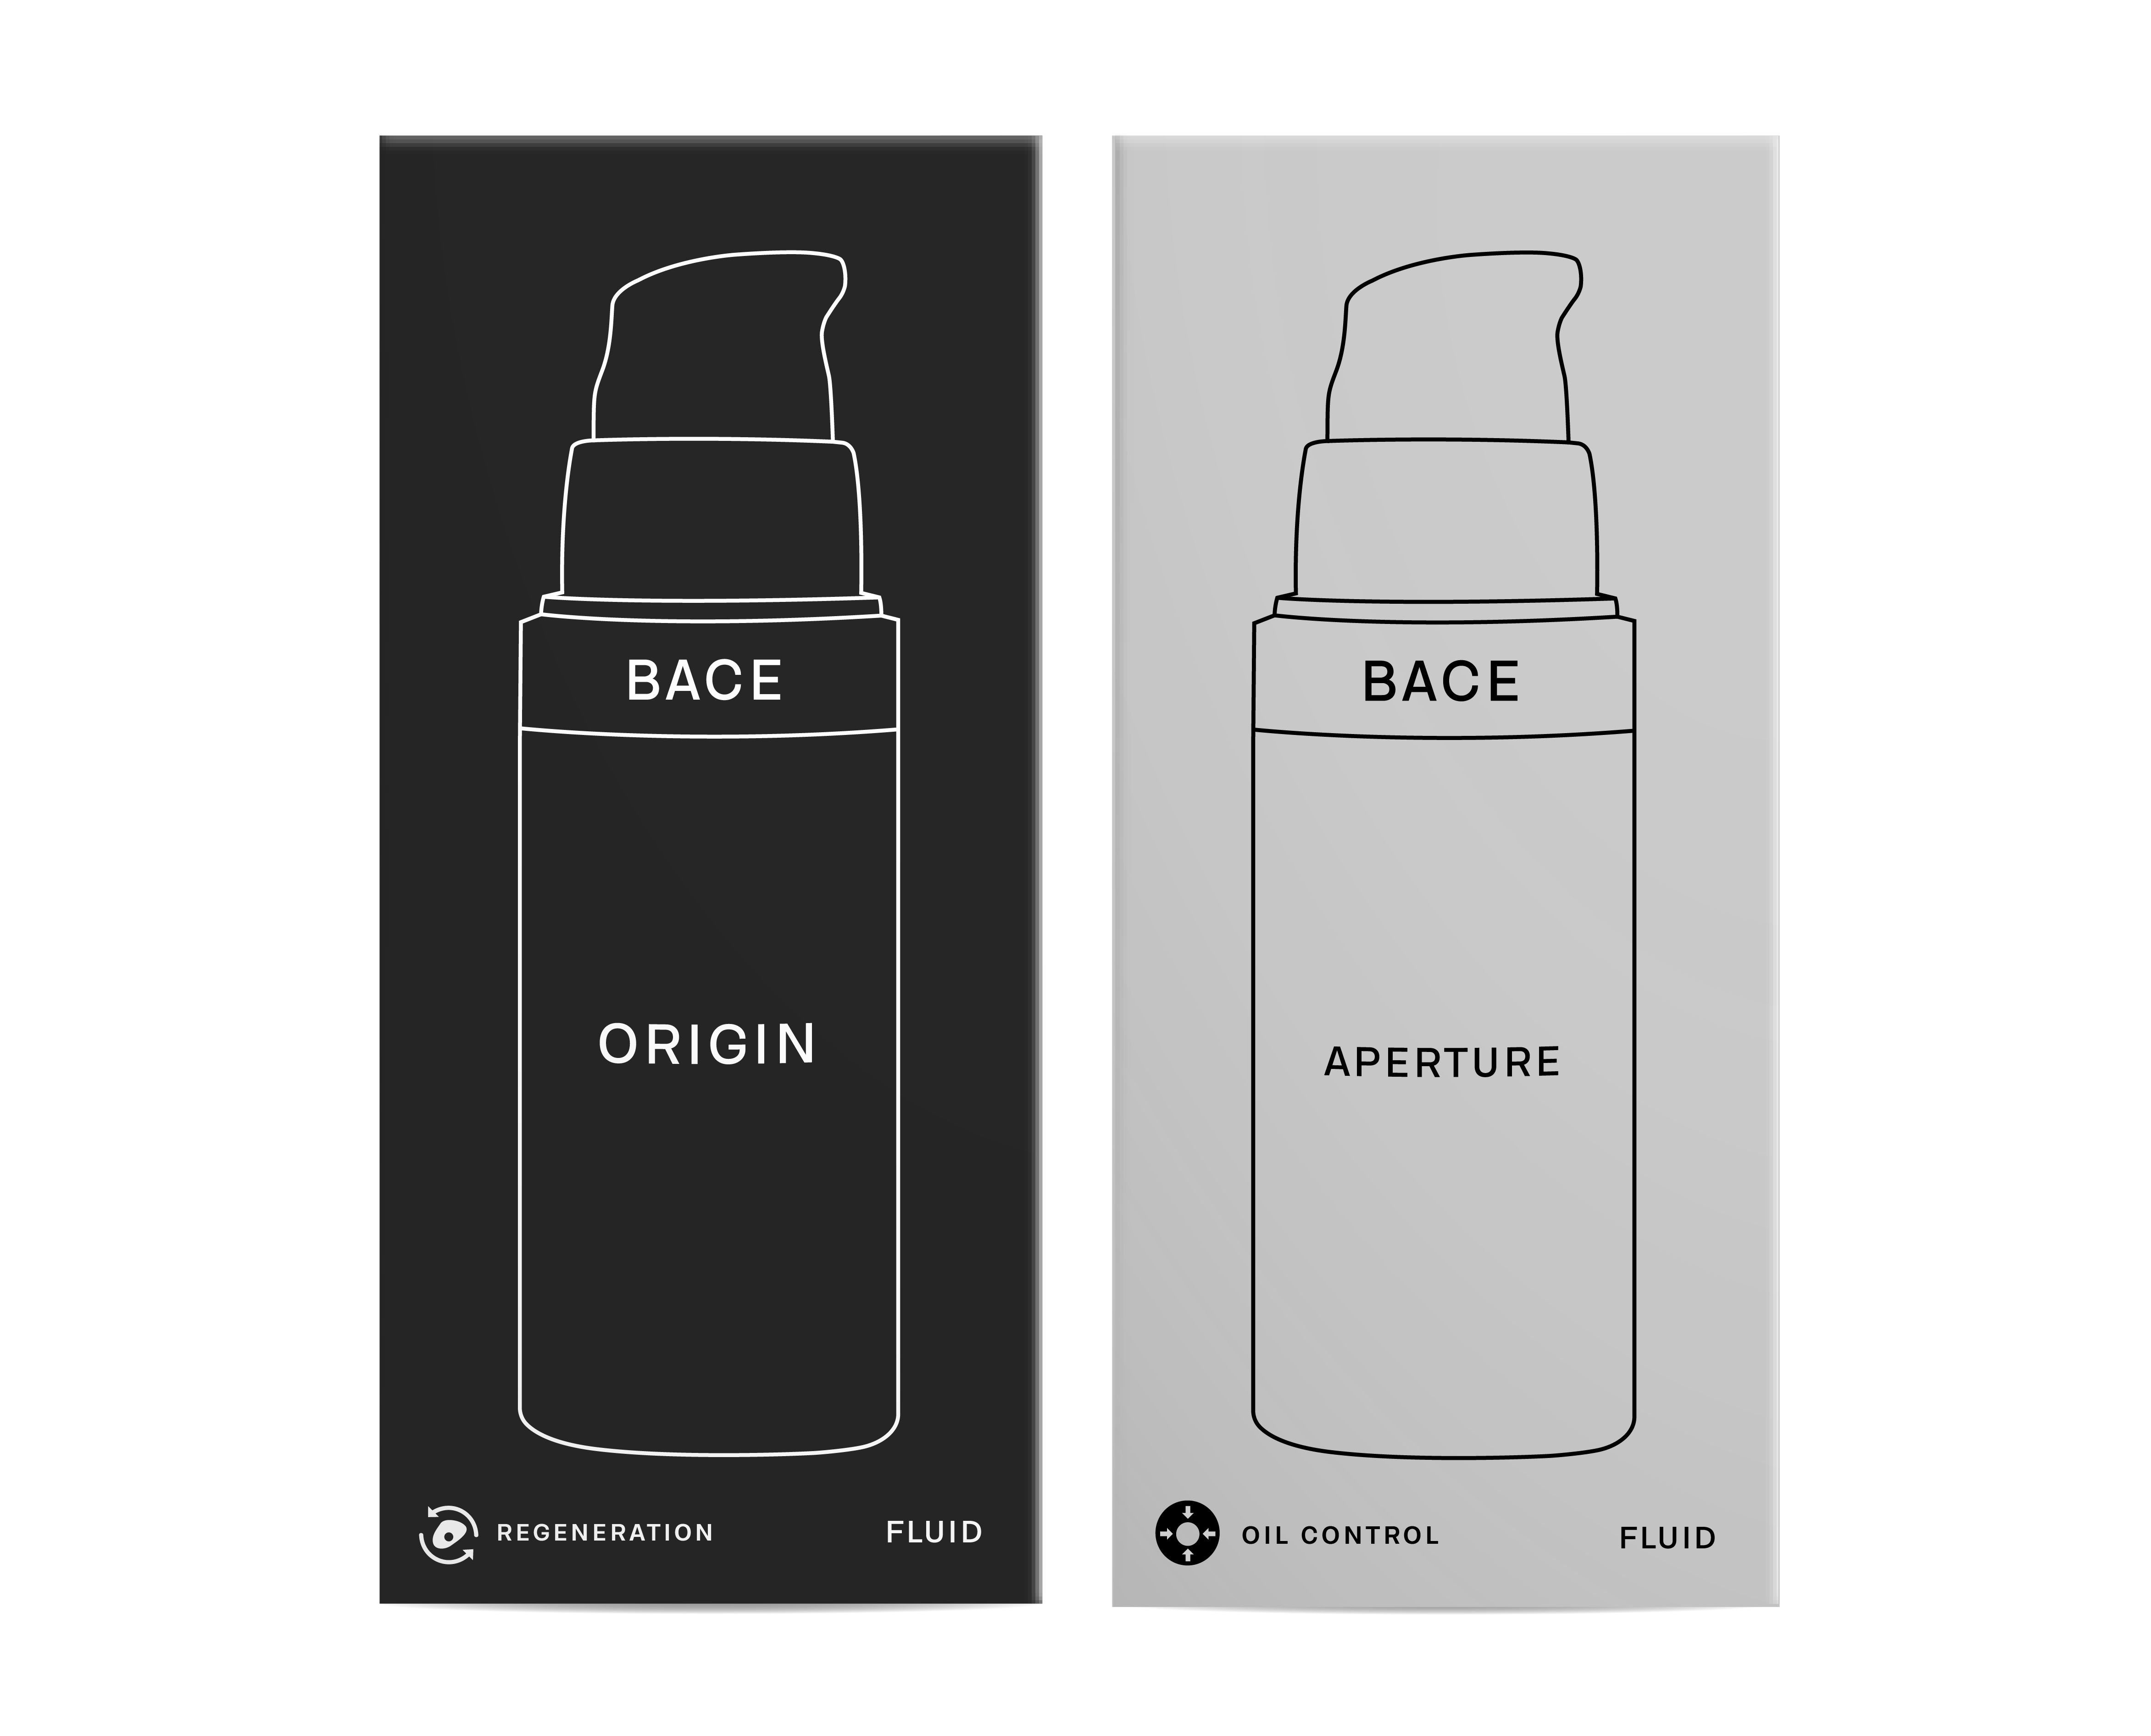 BACE
ORIGIN
REGENERATION
FLUID
BACE
APERTURE
OIL CONTROL
FLUID